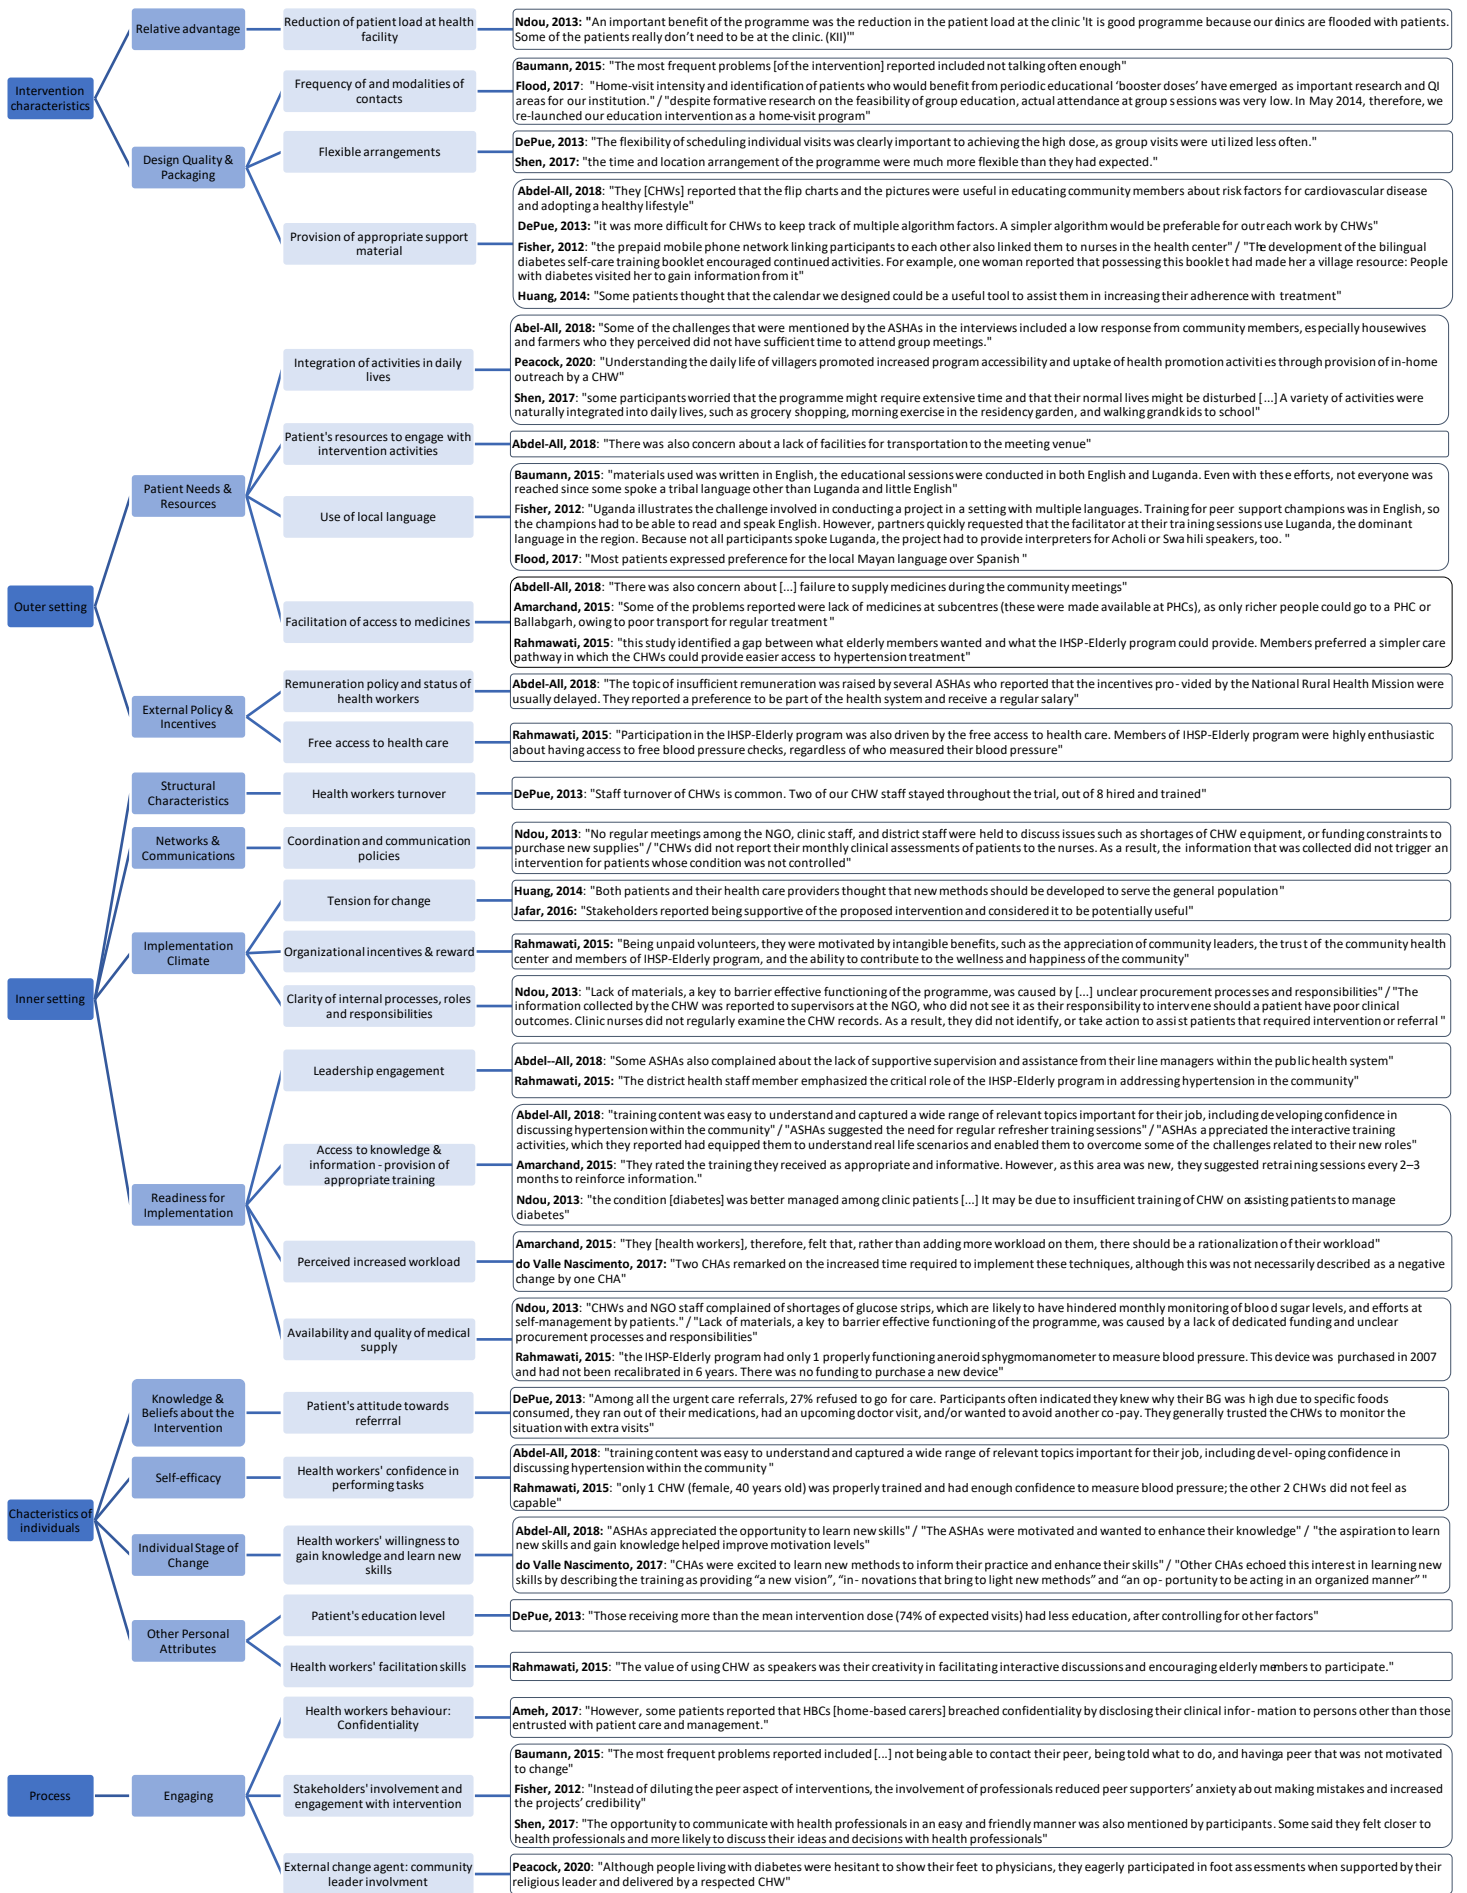 Intervention
characteristics
Relative advantage
Reduction of patient load at health
facility
Ndou, 2013: "An important benefit of the programme was the reduction in the patient load at the clinic 'It is good programme because our clinics are flooded with patients.
Some of the patients really don't need to be at the clinic. (KII)'"
Design Quality &
Packaging
Frequency of and modalities of
contacts
Baumann, 2015: "The most frequent problems [of the intervention] reported included not talking often enough"
Flood, 2017: "Home-visit intensity and identification of patients who would benefit from periodic educational 'booster doses' have emerged as important research and QI
areas for our institution." / "despite formative research on the feasibility of group education, actual attendance at group sessions was very low. In May 2014, therefore, we
re-launched our education intervention as a home-visit program"
Flexible arrangements
DePue, 2013: "The flexibility of scheduling individual visits was clearly important to achieving the high dose, as group visits were utilized less often."
Shen, 2017: "the time and location arrangement of the programme were much more flexible than they had expected."
Provision of appropriate support
material
Abdel-All, 2018: "They [CHWs] reported that the flip charts and the pictures were useful in educating community members about risk factors for cardiovascular disease
and adopting a healthy lifestyle"
DePue, 2013: "it was more difficult for CHWs to keep track of multiple algorithm factors. A simpler algorithm would be preferable for outreach work by CHWs"
Fisher, 2012: "the prepaid mobile phone network linking participants to each other also linked them to nurses in the health center" / "The development of the bilingual
diabetes self-care training booklet encouraged continued activities. For example, one woman reported that possessing this booklet had made her a village resource: People
with diabetes visited her to gain information from it"
Huang, 2014: "Some patients thought that the calendar we designed could be a useful tool to assist them in increasing their adherence with treatment"
Outer setting
Patient Needs &
Resources
Integration of activities in daily
lives
Abel-All, 2018: "Some of the challenges that were mentioned by the ASHAs in the interviews included a low response from community members, especially housewives
and farmers who they perceived did not have sufficient time to attend group meetings."
Peacock, 2020: "Understanding the daily life of villagers promoted increased program accessibility and uptake of health promotion activities through provision of in-home
outreach by a CHW"
Shen, 2017: "some participants worried that the programme might require extensive time and that their normal lives might be disturbed [...] A variety of activities were
naturally integrated into daily lives, such as grocery shopping, morning exercise in the residency garden, and walking grandkids to school"
Patient's resources to engage with
intervention activities
Abdel-All, 2018: "There was also concern about a lack of facilities for transportation to the meeting venue"
Use of local language
Baumann, 2015: "materials used was written in English, the educational sessions were conducted in both English and Luganda. Even with these efforts, not everyone was
reached since some spoke a tribal language other than Luganda and little English"
Fisher, 2012: "Uganda illustrates the challenge involved in conducting a project in a setting with multiple languages. Training for peer support champions was in English, so
the champions had to be able to read and speak English. However, partners quickly requested that the facilitator at their training sessions use Luganda, the dominant
language in the region. Because not all participants spoke Luganda, the project had to provide interpreters for Acholi or Swahili speakers, too. "
Flood, 2017: "Most patients expressed preference for the local Mayan language over Spanish "
Facilitation of access to medicines
Abdell-All, 2018: "There was also concern about [...] failure to supply medicines during the community meetings"
Amarchand, 2015: "Some of the problems reported were lack of medicines at subcentres (these were made available at PHCs), as only richer people could go to a PHC or
Ballabgarh, owing to poor transport for regular treatment "
Rahmawati, 2015: "this study identified a gap between what elderly members wanted and what the IHSP-Elderly program could provide. Members preferred a simpler care
pathway in which the CHWs could provide easier access to hypertension treatment"
External Policy &
Incentives
Remuneration policy and status of
health workers
Abdel-All, 2018: "The topic of insufficient remuneration was raised by several ASHAs who reported that the incentives pro- vided by the National Rural Health Mission were
usually delayed. They reported a preference to be part of the health system and receive a regular salary"
Free access to health care
Rahmawati, 2015: "Participation in the IHSP-Elderly program was also driven by the free access to health care. Members of IHSP-Elderly program were highly enthusiastic
about having access to free blood pressure checks, regardless of who measured their blood pressure"
Inner setting
Structural
Characteristics
Health workers turnover
DePue, 2013: "Staff turnover of CHWs is common. Two of our CHW staff stayed throughout the trial, out of 8 hired and trained"
Networks &
Communications
Coordination and communication
policies
Ndou, 2013: "No regular meetings among the NGO, clinic staff, and district staff were held to discuss issues such as shortages of CHW equipment, or funding constraints to
purchase new supplies" / "CHWs did not report their monthly clinical assessments of patients to the nurses. As a result, the information that was collected did not trigger an
intervention for patients whose condition was not controlled"
Implementation
Climate
Tension for change
Huang, 2014: "Both patients and their health care providers thought that new methods should be developed to serve the general population"
Jafar, 2016: "Stakeholders reported being supportive of the proposed intervention and considered it to be potentially useful"
Organizational incentives & reward
Rahmawati, 2015: "Being unpaid volunteers, they were motivated by intangible benefits, such as the appreciation of community leaders, the trust of the community health
center and members of IHSP-Elderly program, and the ability to contribute to the wellness and happiness of the community"
Clarity of internal processes, roles
and responsibilities
Ndou, 2013: "Lack of materials, a key to barrier effective functioning of the programme, was caused by [...] unclear procurement processes and responsibilities" / "The
information collected by the CHW was reported to supervisors at the NGO, who did not see it as their responsibility to intervene should a patient have poor clinical
outcomes. Clinic nurses did not regularly examine the CHW records. As a result, they did not identify, or take action to assist patients that required intervention or referral "
Readiness for
Implementation
Leadership engagement
Abdel--All, 2018: "Some ASHAs also complained about the lack of supportive supervision and assistance from their line managers within the public health system"
Rahmawati, 2015: "The district health staff member emphasized the critical role of the IHSP-Elderly program in addressing hypertension in the community"
Access to knowledge &
information - provision of
appropriate training
Abdel-All, 2018: "training content was easy to understand and captured a wide range of relevant topics important for their job, including developing confidence in
discussing hypertension within the community" / "ASHAs suggested the need for regular refresher training sessions" / "ASHAs appreciated the interactive training
activities, which they reported had equipped them to understand real life scenarios and enabled them to overcome some of the challenges related to their new roles"
Amarchand, 2015: "They rated the training they received as appropriate and informative. However, as this area was new, they suggested retraining sessions every 2–3
months to reinforce information."
Ndou, 2013: "the condition [diabetes] was better managed among clinic patients [...] It may be due to insufficient training of CHW on assisting patients to manage
diabetes"
Perceived increased workload
Amarchand, 2015: "They [health workers], therefore, felt that, rather than adding more workload on them, there should be a rationalization of their workload"
do Valle Nascimento, 2017: "Two CHAs remarked on the increased time required to implement these techniques, although this was not necessarily described as a negative
change by one CHA"
Availability and quality of medical
supply
Ndou, 2013: "CHWs and NGO staff complained of shortages of glucose strips, which are likely to have hindered monthly monitoring of blood sugar levels, and efforts at
self-management by patients." / "Lack of materials, a key to barrier effective functioning of the programme, was caused by a lack of dedicated funding and unclear
procurement processes and responsibilities"
Rahmawati, 2015: "the IHSP-Elderly program had only 1 properly functioning aneroid sphygmomanometer to measure blood pressure. This device was purchased in 2007
and had not been recalibrated in 6 years. There was no funding to purchase a new device"
Chacteristics of
individuals
Knowledge &
Beliefs about the
Intervention
Patient's attitude towards
referrral
DePue, 2013: "Among all the urgent care referrals, 27% refused to go for care. Participants often indicated they knew why their BG was high due to specific foods
consumed, they ran out of their medications, had an upcoming doctor visit, and/or wanted to avoid another co-pay. They generally trusted the CHWs to monitor the
situation with extra visits"
Self-efficacy
Health workers' confidence in
performing tasks
Abdel-All, 2018: "training content was easy to understand and captured a wide range of relevant topics important for their job, including devel- oping confidence in
discussing hypertension within the community "
Rahmawati, 2015: "only 1 CHW (female, 40 years old) was properly trained and had enough confidence to measure blood pressure; the other 2 CHWs did not feel as
capable"
Individual Stage of
Change
Health workers' willingness to
gain knowledge and learn new
skills
Abdel-All, 2018: "ASHAs appreciated the opportunity to learn new skills" / "The ASHAs were motivated and wanted to enhance their knowledge" / "the aspiration to learn
new skills and gain knowledge helped improve motivation levels"
do Valle Nascimento, 2017: "CHAs were excited to learn new methods to inform their practice and enhance their skills" / "Other CHAs echoed this interest in learning new
skills by describing the training as providing “a new vision”, “in- novations that bring to light new methods” and “an op- portunity to be acting in an organized manner” "
Other Personal
Attributes
Patient's education level
DePue, 2013: "Those receiving more than the mean intervention dose (74% of expected visits) had less education, after controlling for other factors"
Health workers' facilitation skills
Rahmawati, 2015: "The value of using CHW as speakers was their creativity in facilitating interactive discussions and encouraging elderly members to participate."
Process
Engaging
Health workers behaviour:
Confidentiality
Ameh, 2017: "However, some patients reported that HBCs [home-based carers] breached confidentiality by disclosing their clinical infor- mation to persons other than those
entrusted with patient care and management."
Stakeholders' involvement and
engagement with intervention
Baumann, 2015: "The most frequent problems reported included [...] not being able to contact their peer, being told what to do, and having a peer that was not motivated
to change"
Fisher, 2012: "Instead of diluting the peer aspect of interventions, the involvement of professionals reduced peer supporters' anxiety about making mistakes and increased
the projects' credibility"
Shen, 2017: "The opportunity to communicate with health professionals in an easy and friendly manner was also mentioned by participants. Some said they felt closer to
health professionals and more likely to discuss their ideas and decisions with health professionals"
External change agent: community
leader involvment
Peacock, 2020: "Although people living with diabetes were hesitant to show their feet to physicians, they eagerly participated in foot assessments when supported by their
religious leader and delivered by a respected CHW"